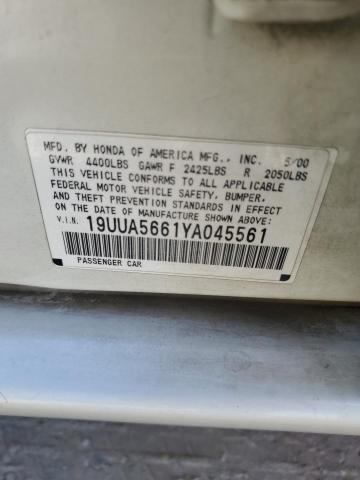 MFD. BY HONDA OF AMERICA MFG., INC. 5/00
GVWR 4400LBS GAWR F 2425LBS R 2050LBS
THIS VEHICLE CONFORMS TO ALL APPLICABLE
FEDERAL MOTOR VEHICLE SAFETY, BUMPER,
AND THEFT PREVENTION STANDARDS IN EFFECT
ON THE DATE OF MANUFACTURE SHOWN ABOVE.
V.I.N. 19UUA5661YA045561
PASSENGER CAR